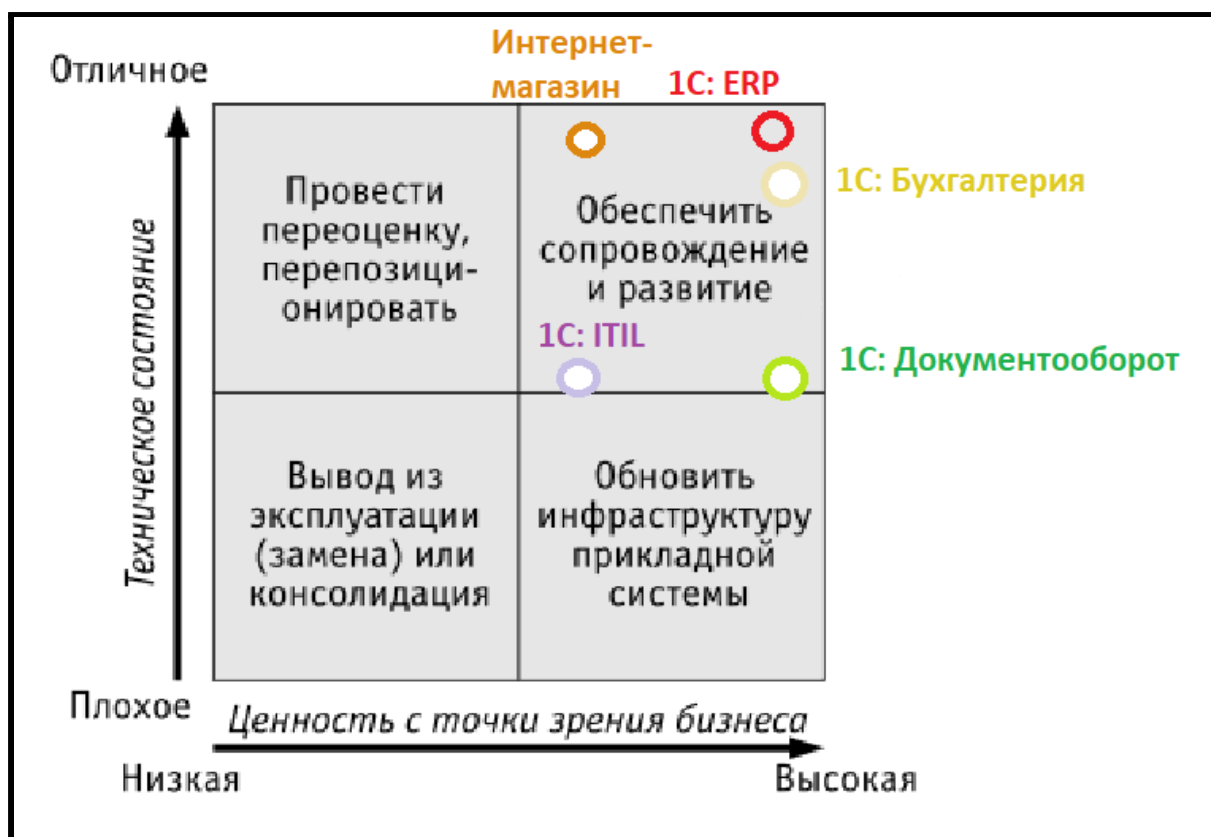 Интернет-
магазин
1С: ERP
Отличное
1С: Бухгалтерия
Провести
переоценку,
перепозици-
онировать
Обеспечить
сопровождение
и развитие
1С: ITIL
1С: Документооборот
Техническое состояние
Вывод из
эксплуатации
(замена) или
консолидация
Обновить
инфраструктуру
прикладной
системы
Плохое
Ценность с точки зрения бизнеса
Низкая
Высокая